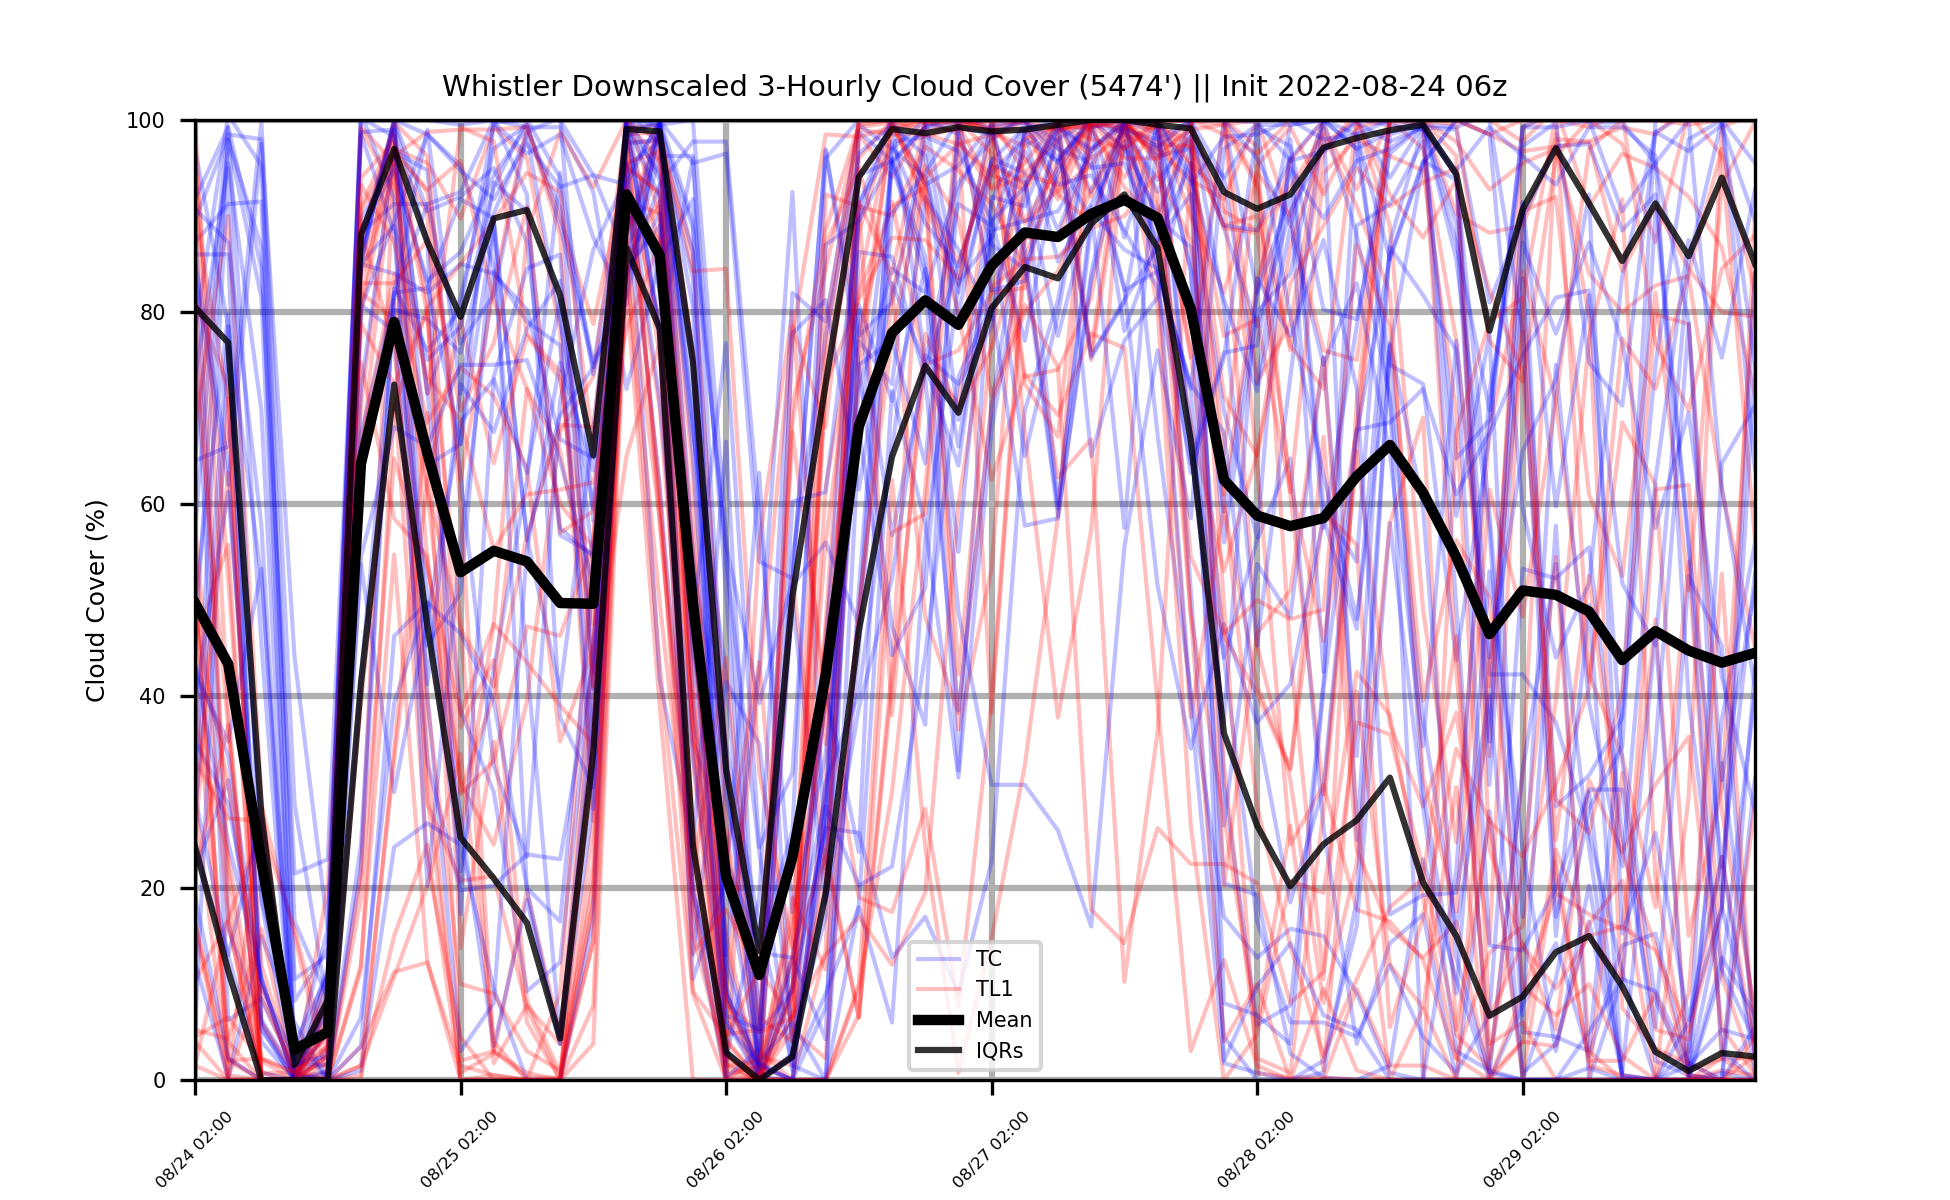 Whistler Downscaled 3-Hourly Cloud Cover (5474') || Init 2022-08-24 06z
Cloud Cover (%)
100
80
60
40
20
0
TC
TL1
Mean
IQRs
08/24 02:00
08/25 02:00
08/26 02:00
08/27 02:00
08/28 02:00
08/29 02:00